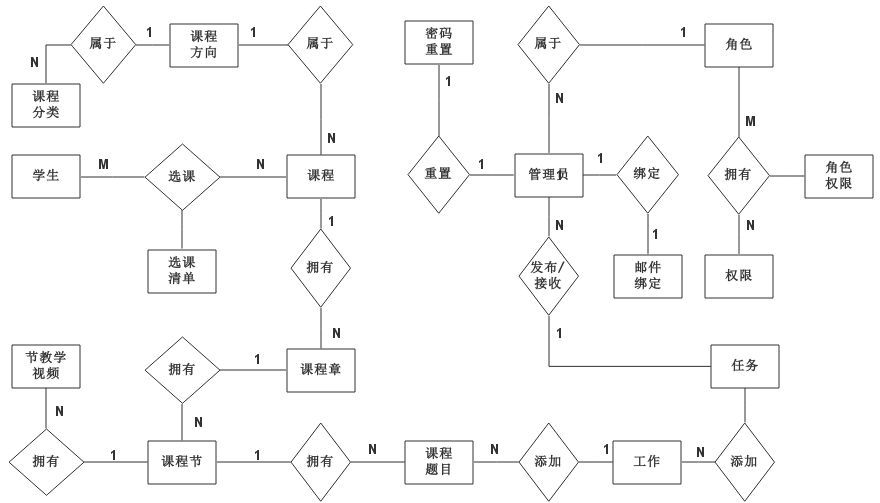 属于
1
课程
方向
1
属于
N
课程
分类
N
密码
重置
1
属于
1
角色
N
M
学生
M
选课
N
课程
选课
清单
1
拥有
N
重置
1
管理员
1
绑定
1
邮件
绑定
拥有
角色
权限
N
权限
N
发布/
接收
1
任务
节教学
视频
N
拥有
1
课程章
N
拥有
1
课程节
1
拥有
N
课程
题目
N
添加
1
工作
N
添加